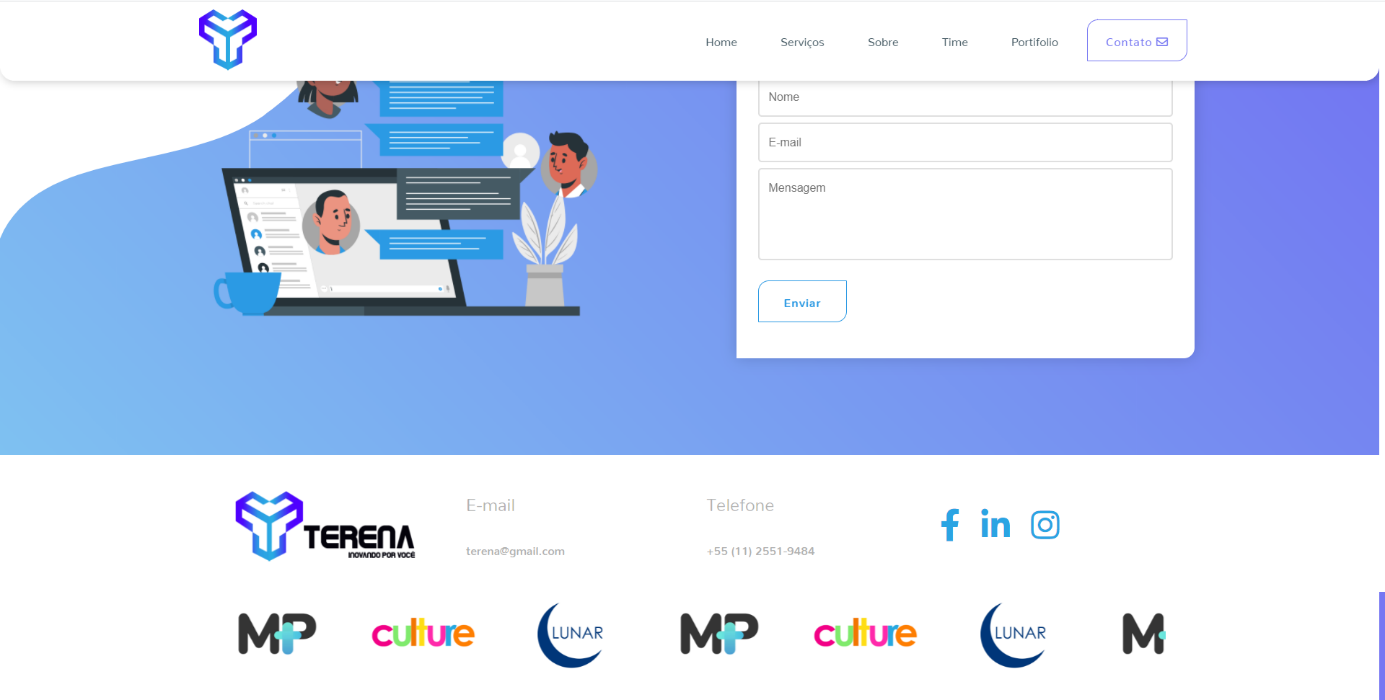 Home Serviços Sobre Time Portifolio Contato
Nome
E-mail
Mensagem
Enviar
TERENA
INOVANDO POR VOCÊ
E-mail
terena@gmail.com
Telefone
+55 (11) 2551-9484
MP culture LUNAR MP culture LUNAR M